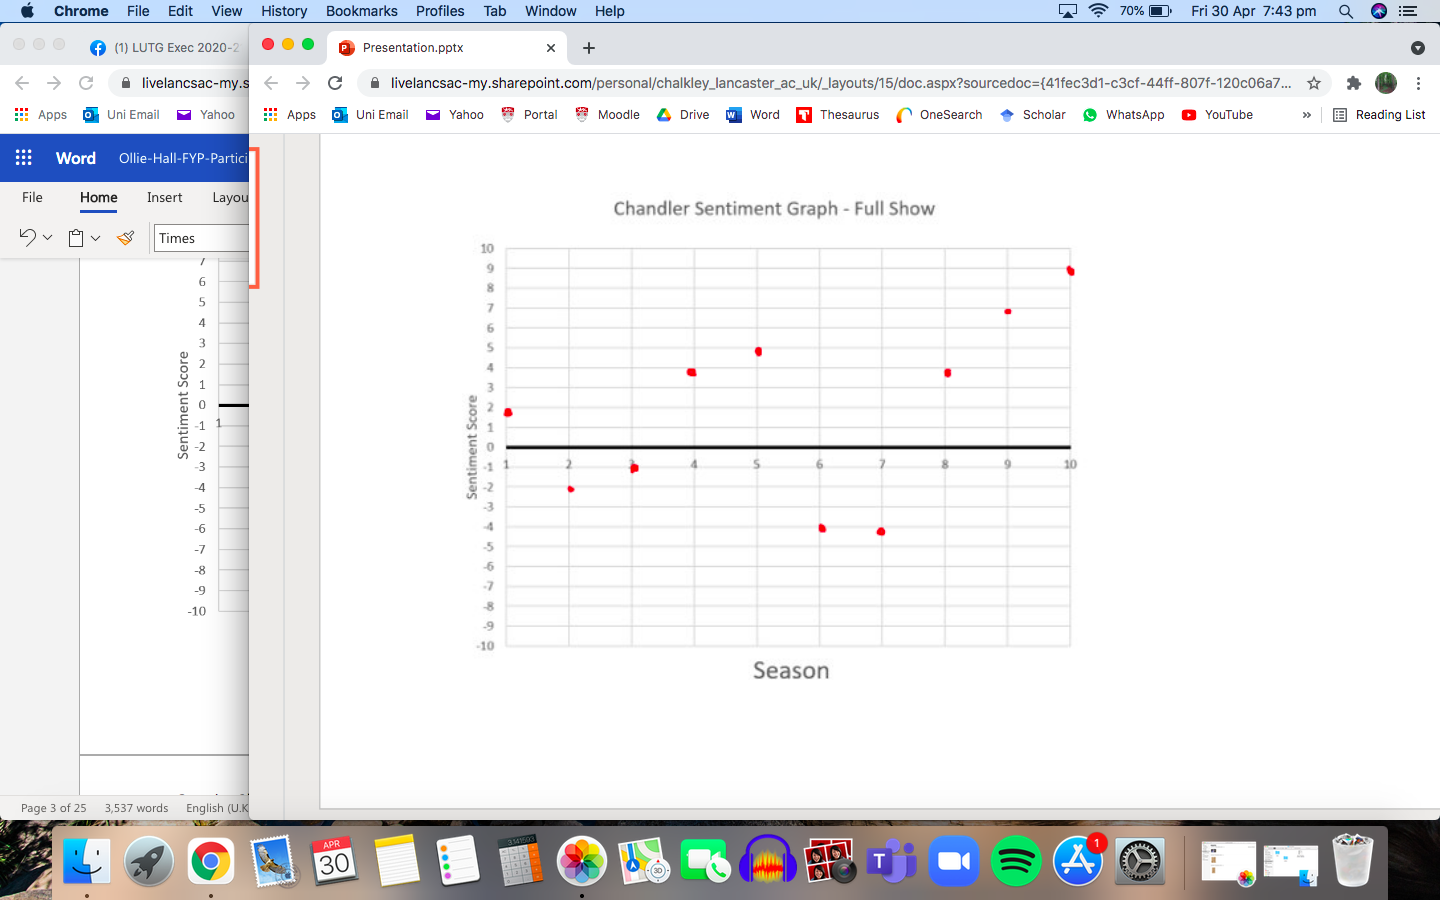 Chrome File Edit View History Bookmarks Profiles Tab Window Help 70% Fri 30 Apr 7:43 pm
(1) LUTG Exec 2020-2
Presentation.pptx
livelancsac-my.s
livelancsac-my.sharepoint.com/personal/chalkley_lancaster_ac_uk/_layouts/15/doc.aspx?sourcedoc={41fec3d1-c3cf-44ff-807f-120c06a7...
Apps Uni Email Yahoo
Apps Uni Email Yahoo Portal Moodle Drive Word Thesaurus OneSearch Scholar WhatsApp YouTube » Reading List
Word Ollie-Hall-FYP-Partici
File Home Insert Layou
Times
7
6
5
4
3
2
1
0
-1
-2
-3
-4
-5
-6
-7
-8
-9
-10
Sentiment Score
1
Page 3 of 25 3,537 words English (U.K
Chandler Sentiment Graph - Full Show
10
9
8
7
6
5
4
3
2
1
0
-1
-2
-3
-4
-5
-6
-7
-8
-9
-10
Sentiment Score
1 2 3 4 5 6 7 8 9 10
Season
APR
30
3D
T
1